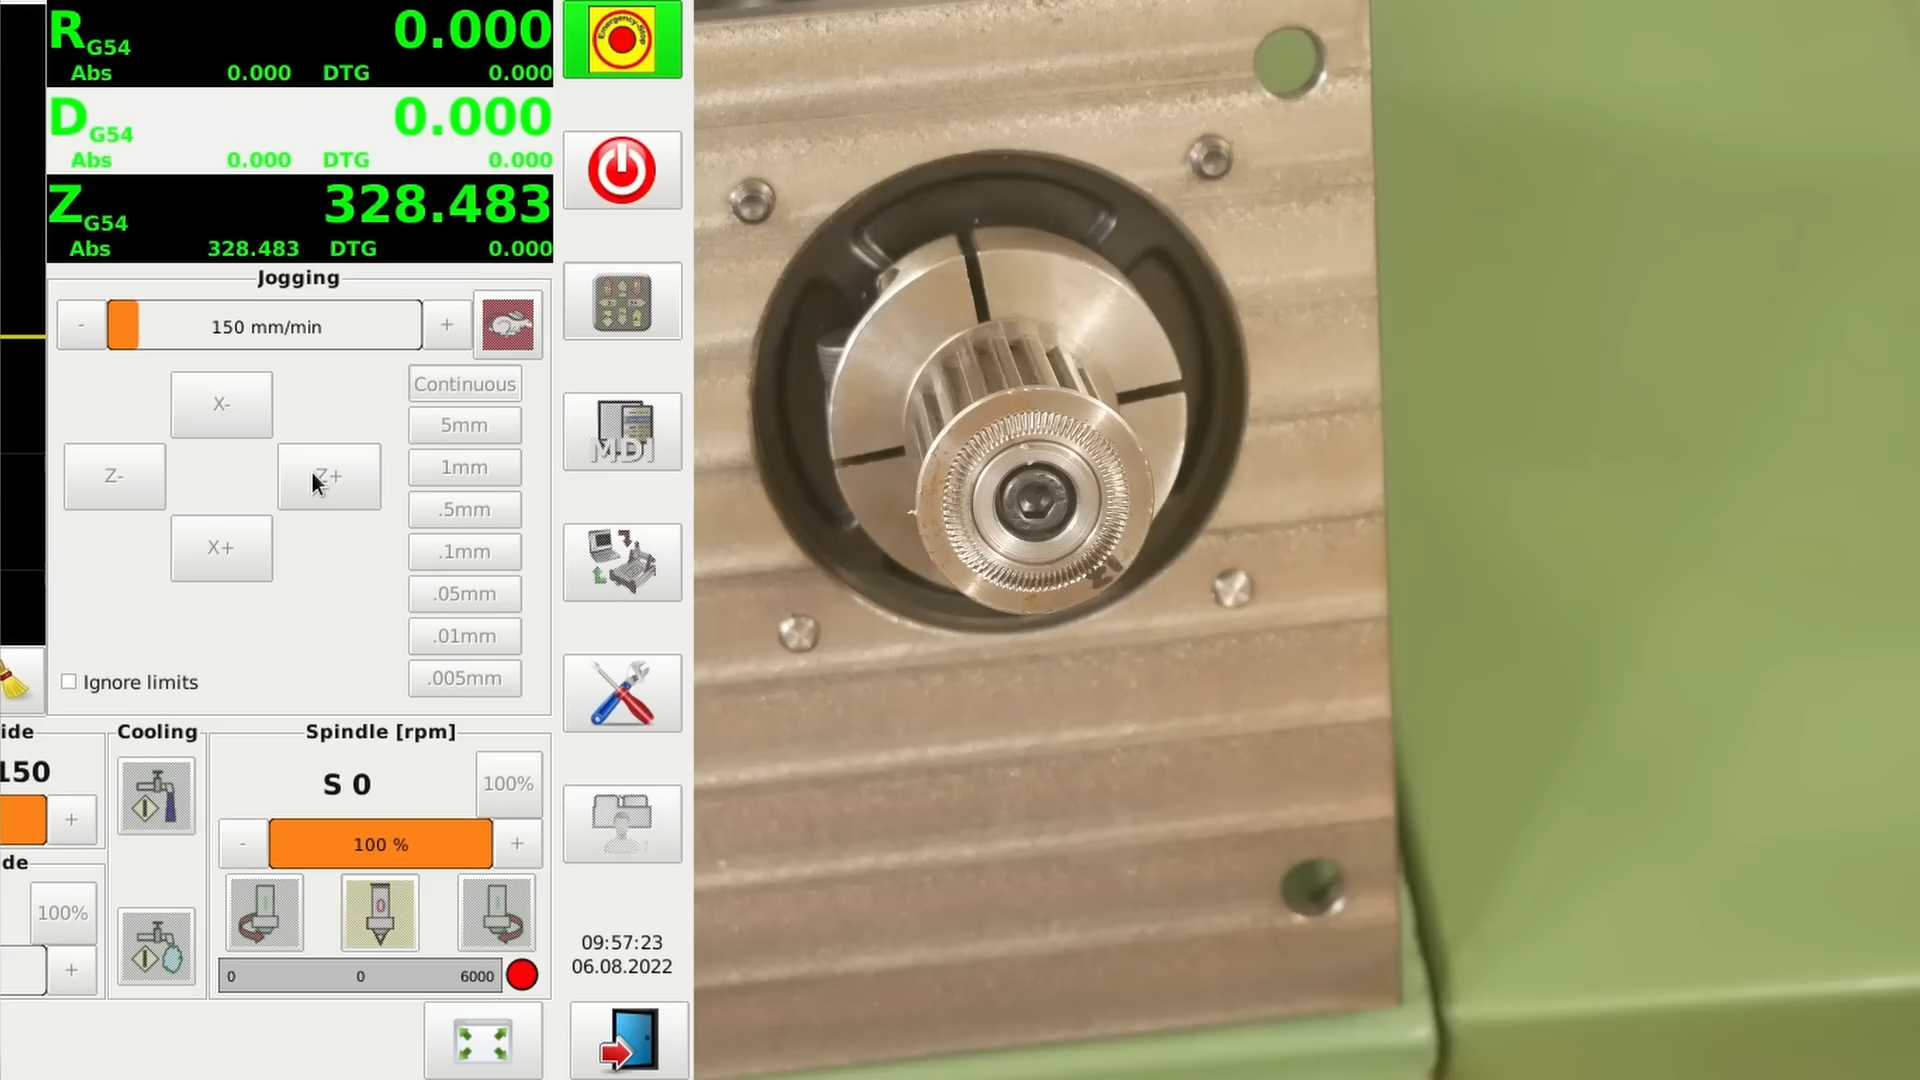 R G54 0.000
Abs 0.000 DTG 0.000
D G54 0.000
Abs 0.000 DTG 0.000
Z G54 328.483
Abs 328.483 DTG 0.000
Emergency-Stop
Jogging
- 150 mm/min +
X-
Z-
Z+
X+
Continuous
5mm
1mm
.5mm
.1mm
.05mm
.01mm
.005mm
Ignore limits
MDI
ide
150
+
de
100%
+
Cooling
Spindle [rpm]
S 0
100%
- 100 % +
0
0 0 6000
09:57:23
06.08.2022